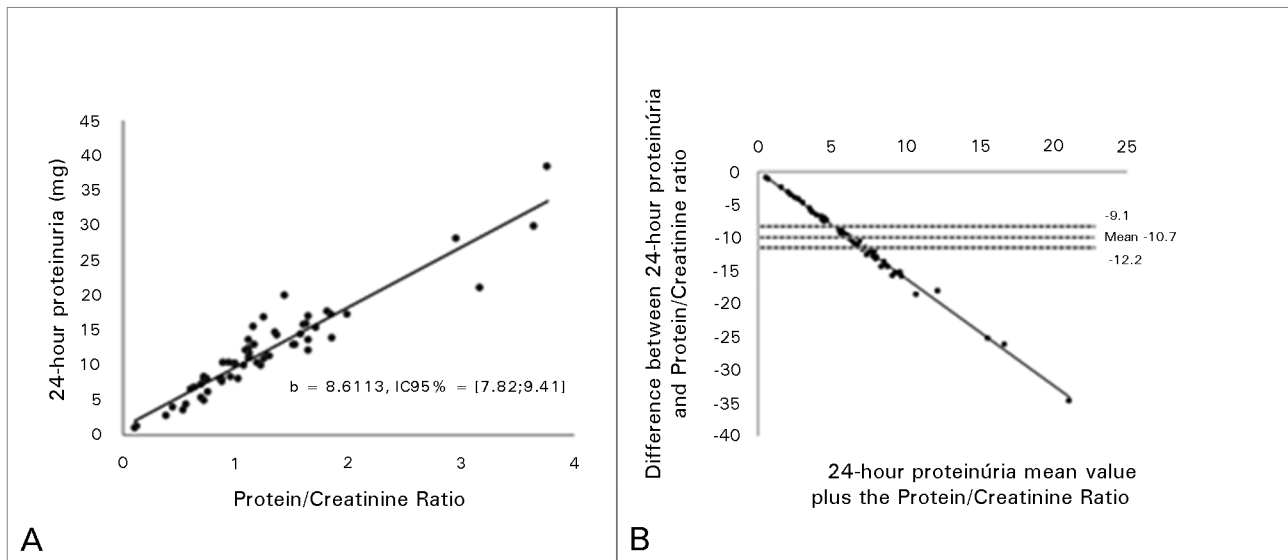 45
40
35
30
25
20
15
10
5
0
24-hour proteinuria (mg)
b = 8.6113, IC95% = [7.82;9.41]
0 1 2 3 4
Protein/Creatinine Ratio
A
Difference between 24-hour proteinúria
and Protein/Creatinine ratio
0 5 10 15 20 25
0
-5
-10
-15
-20
-25
-30
-35
-40
-9.1
Mean -10.7
-12.2
24-hour proteinúria mean value
plus the Protein/Creatinine Ratio
B